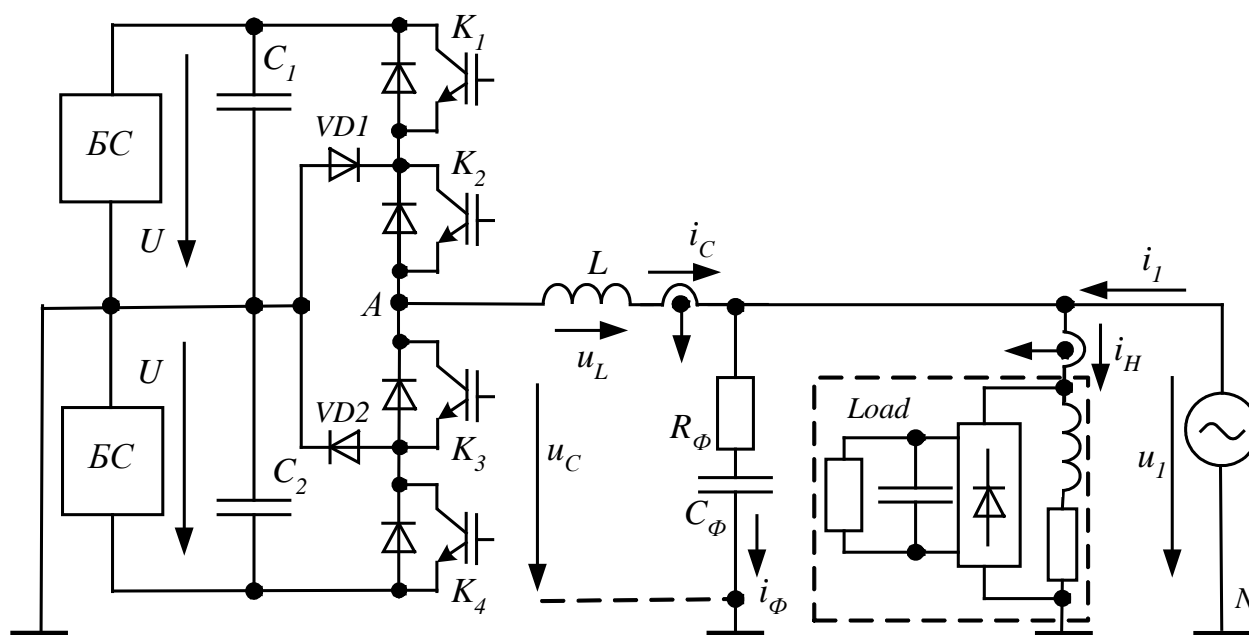 K1
C1
БС
VD1
K2
U
iC
i1
L
A
uL
iH
U
VD2
Load
БС
C2
K3
uC
RФ
u1
CФ
K4
iФ
N